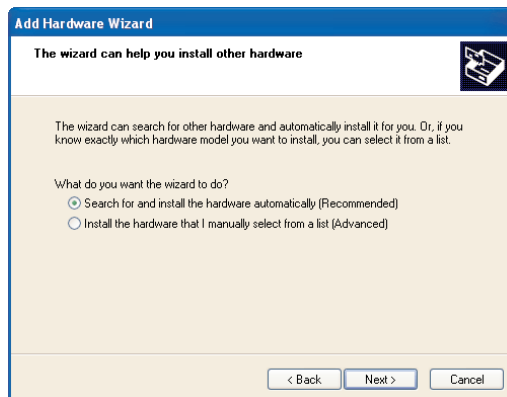 Add Hardware Wizard
The wizard can help you install other hardware
The wizard can search for other hardware and automatically install it for you. Or, if you
know exactly which hardware model you want to install, you can select it from a list.
What do you want the wizard to do?
Search for and install the hardware automatically (Recommended)
Install the hardware that I manually select from a list (Advanced)
< Back Next > Cancel